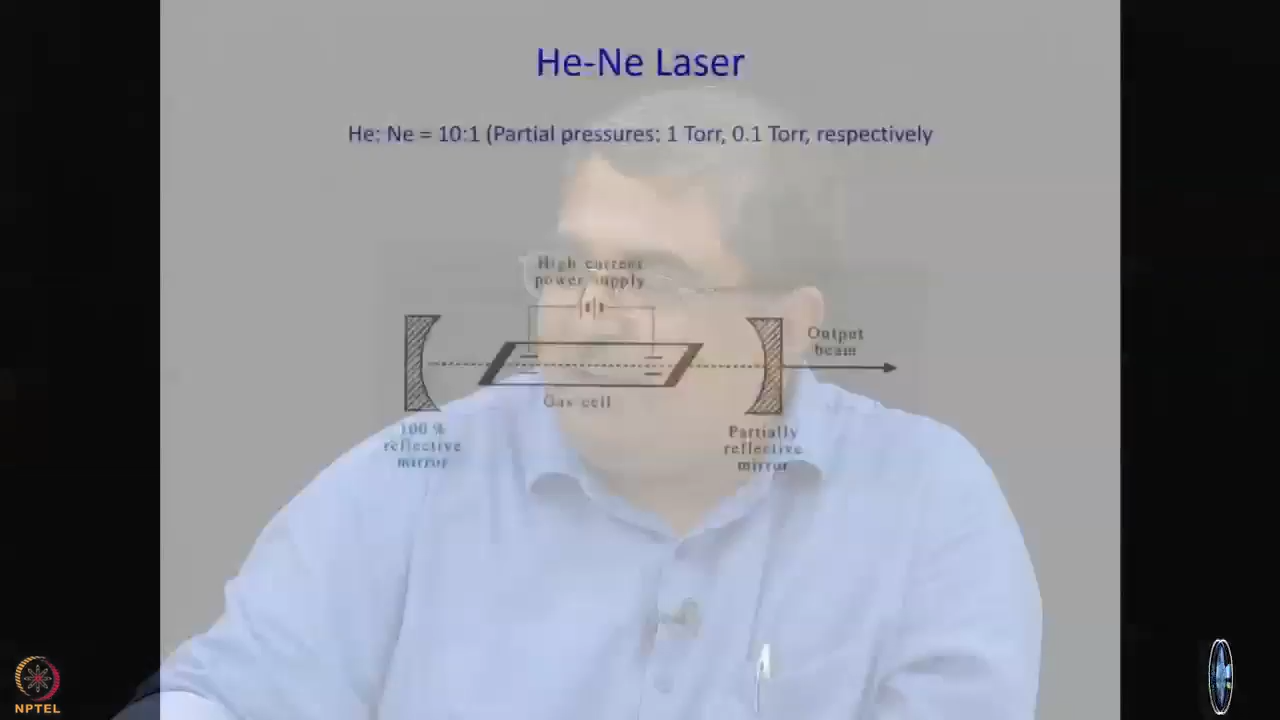 He-Ne Laser
He: Ne = 10:1 (Partial pressures: 1 Torr, 0.1 Torr, respectively
High current
power supply
Output
beam
Gas cell
100 %
reflective
mirror
Partially
reflective
mirror
NPTEL